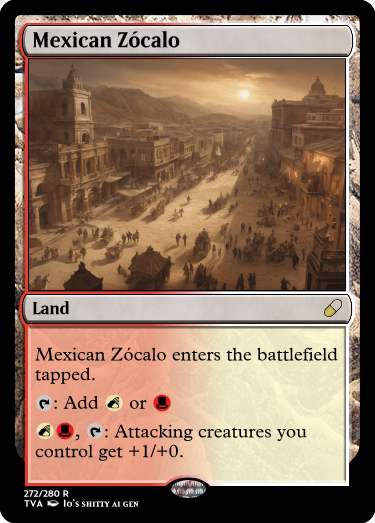 Mexican Zócalo
Land
Mexican Zócalo enters the battlefield
tapped.
: Add or
, : Attacking creatures you
control get +1/+0.
272/280 R
TVA Io's SHITTY AI GEN